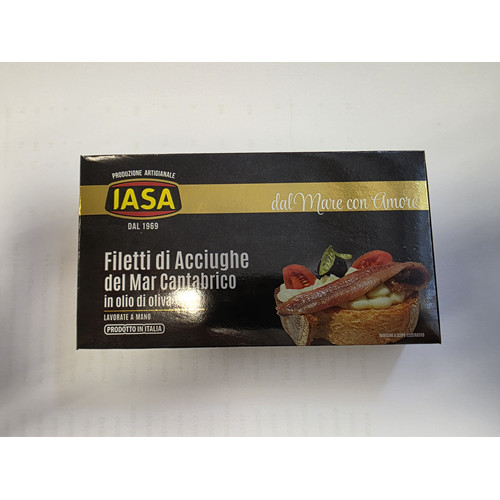 PRODUZIONE ARTIGIANALE
IASA
DAL 1969
dal Mare con Amore
Filetti di Acciughe
del Mar Cantabrico
in olio di oliva
LAVORATE A MANO
PRODOTTO IN ITALIA